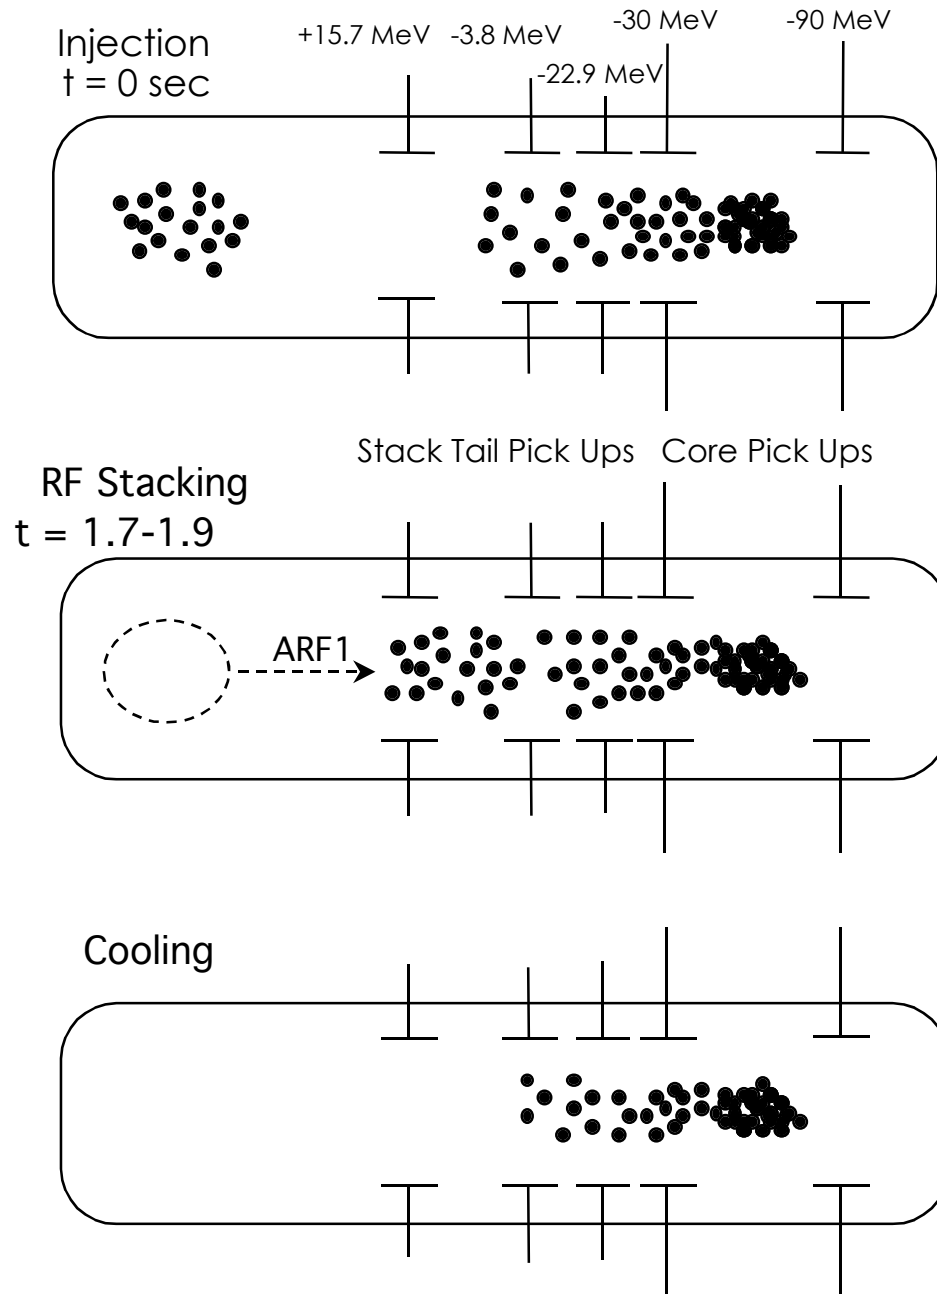 Injection
t = 0 sec
+15.7 MeV
-3.8 MeV
-22.9 MeV
-30 MeV
-90 MeV
Stack Tail Pick Ups
Core Pick Ups
RF Stacking
t = 1.7-1.9
ARF1
Cooling